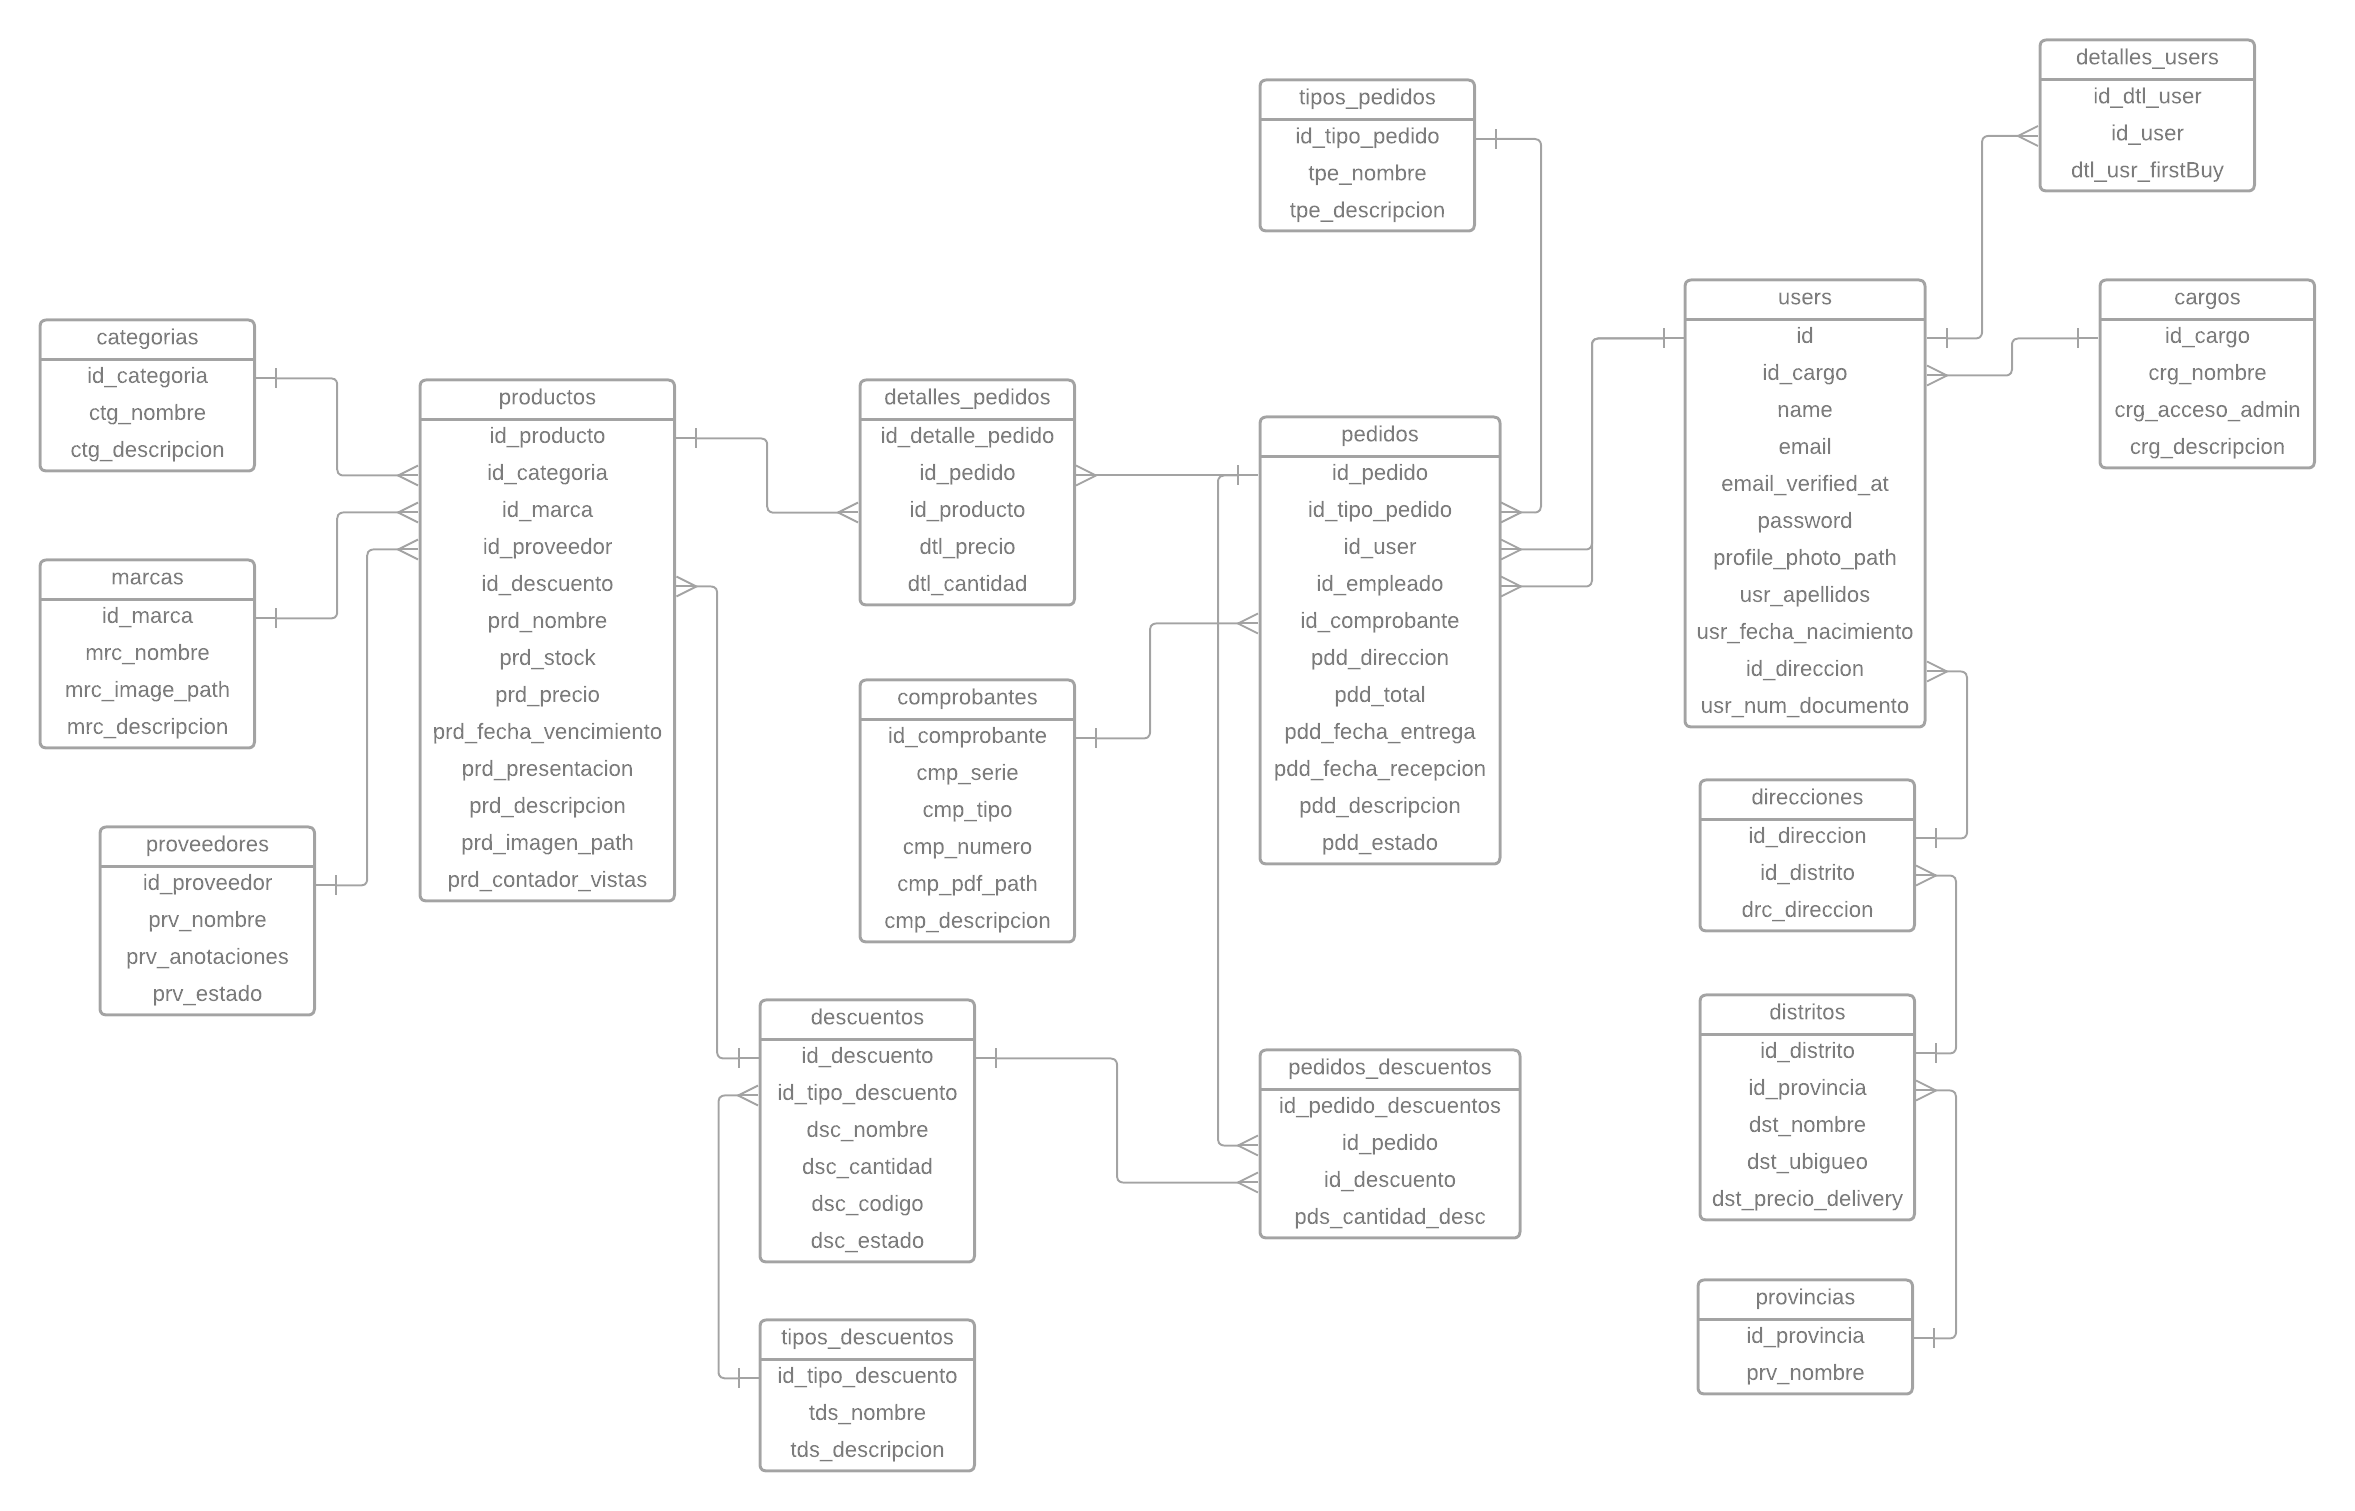 detalles_users
id_dtl_user
id_user
dtl_usr_firstBuy
tipos_pedidos
id_tipo_pedido
tpe_nombre
tpe_descripcion
users
id
id_cargo
name
email
email_verified_at
password
profile_photo_path
usr_apellidos
usr_fecha_nacimiento
id_direccion
usr_num_documento
cargos
id_cargo
crg_nombre
crg_acceso_admin
crg_descripcion
categorias
id_categoria
ctg_nombre
ctg_descripcion
productos
id_producto
id_categoria
id_marca
id_proveedor
id_descuento
prd_nombre
prd_stock
prd_precio
prd_fecha_vencimiento
prd_presentacion
prd_descripcion
prd_imagen_path
prd_contador_vistas
detalles_pedidos
id_detalle_pedido
id_pedido
id_producto
dtl_precio
dtl_cantidad
pedidos
id_pedido
id_tipo_pedido
id_user
id_empleado
id_comprobante
pdd_direccion
pdd_total
pdd_fecha_entrega
pdd_fecha_recepcion
pdd_descripcion
pdd_estado
marcas
id_marca
mrc_nombre
mrc_image_path
mrc_descripcion
comprobantes
id_comprobante
cmp_serie
cmp_tipo
cmp_numero
cmp_pdf_path
cmp_descripcion
direcciones
id_direccion
id_distrito
drc_direccion
proveedores
id_proveedor
prv_nombre
prv_anotaciones
prv_estado
descuentos
id_descuento
id_tipo_descuento
dsc_nombre
dsc_cantidad
dsc_codigo
dsc_estado
pedidos_descuentos
id_pedido_descuentos
id_pedido
id_descuento
pds_cantidad_desc
distritos
id_distrito
id_provincia
dst_nombre
dst_ubigueo
dst_precio_delivery
provincias
id_provincia
prv_nombre
tipos_descuentos
id_tipo_descuento
tds_nombre
tds_descripcion